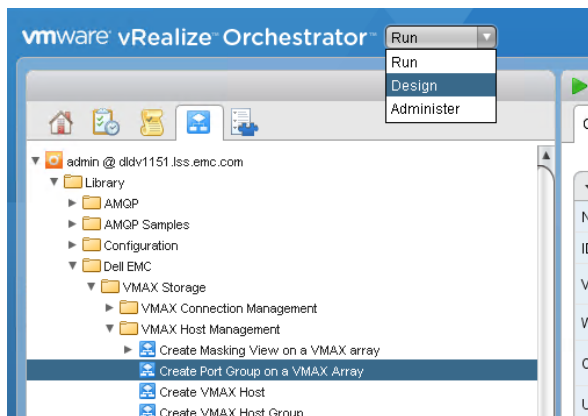 vmware vRealize™ Orchestrator™ Run
Run
Design
Administer
admin @ dldv1151.lss.emc.com
Library
AMQP
AMQP Samples
Configuration
Dell EMC
VMAX Storage
VMAX Connection Management
VMAX Host Management
Create Masking View on a VMAX array
Create Port Group on a VMAX Array
Create VMAX Host
Create VMAX Host Group